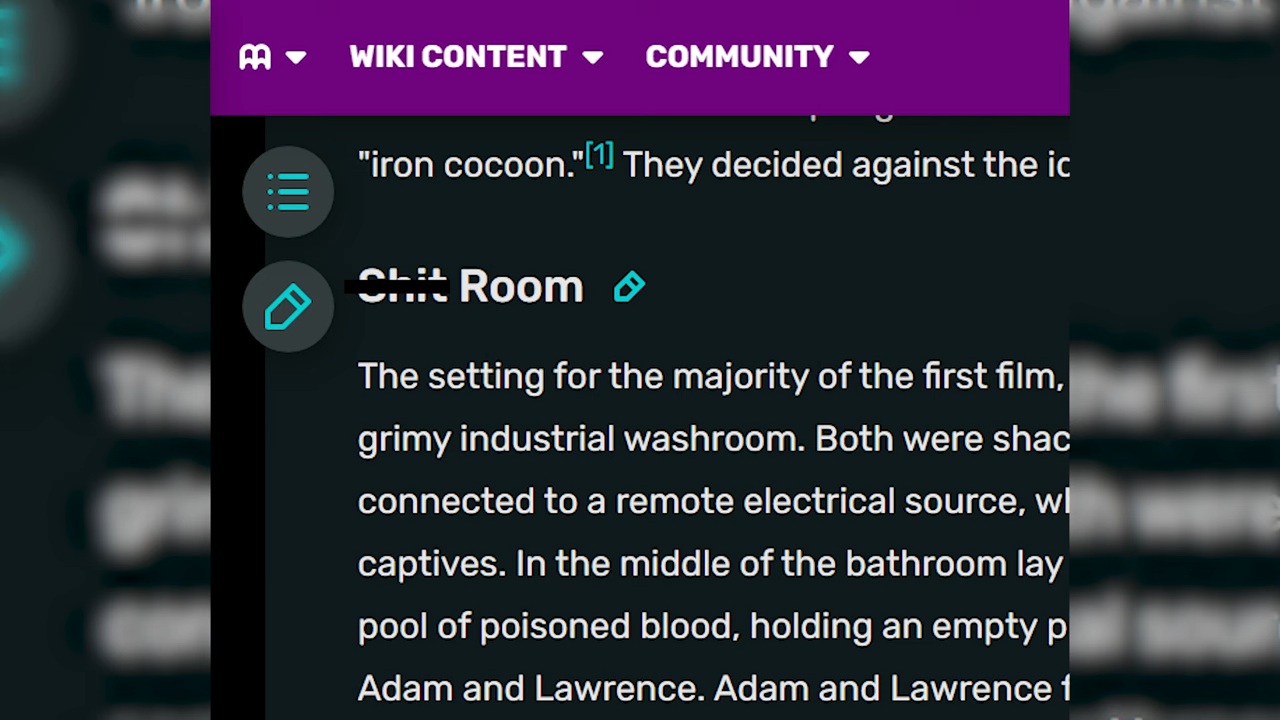 WIKI CONTENT COMMUNITY
"iron cocoon."[1] They decided against the
Shit Room
The setting for the majority of the first film,
grimy industrial washroom. Both were shac
connected to a remote electrical source, wh
captives. In the middle of the bathroom lay
pool of poisoned blood, holding an empty p
Adam and Lawrence. Adam and Lawrence f